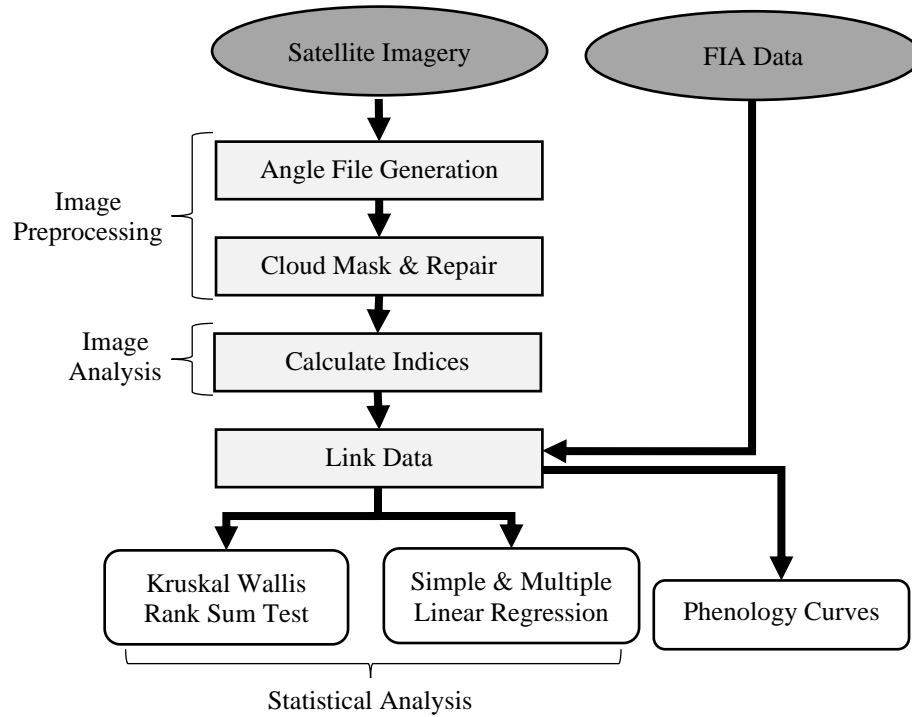 Satellite Imagery
FIA Data
Angle File Generation
Image
Preprocessing
Cloud Mask & Repair
Image
Analysis
Calculate Indices
Link Data
Kruskal Wallis
Rank Sum Test
Simple & Multiple
Linear Regression
Phenology Curves
Statistical Analysis